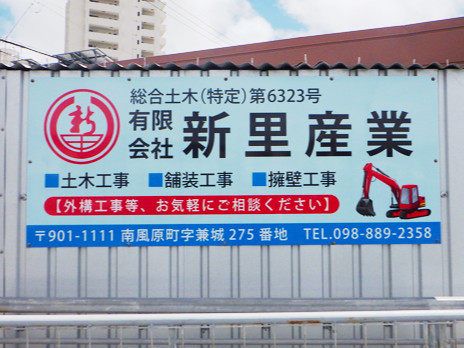 総合土木(特定)第6323号
新
有限会社 新里産業
■土木工事 ■舗装工事 ■擁壁工事
【外構工事等、お気軽にご相談ください】
〒901-1111 南風原町字兼城 275 番地 TEL.098-889-2358